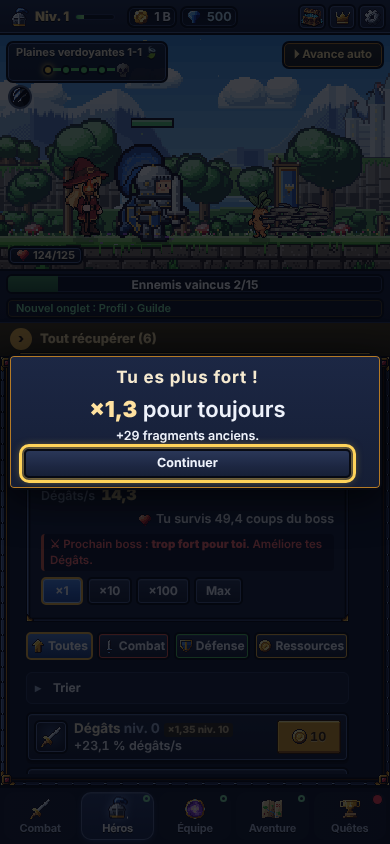 Niv. 1
1 B
500
Plaines verdoyantes 1-1
Avance auto
124/125
Ennemis vaincus 2/15
Nouvel onglet : Profil › Guilde
Tout récupérer (6)
Tu es plus fort !
×1,3 pour toujours
+29 fragments anciens.
Continuer
Dégâts/s 14,3
Tu survis 49,4 coups du boss
Prochain boss : trop fort pour toi. Améliore tes
Dégâts.
×1
×10
×100
Max
Toutes
Combat
Défense
Ressources
Trier
Dégâts niv. 0 ×1,35 niv. 10
+23,1 % dégâts/s
10
Combat
Héros
Équipe
Aventure
Quêtes